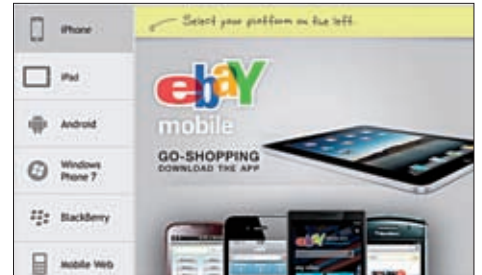 iPhone
Select your platform on the left.
iPad
Android
Windows
Phone 7
BlackBerry
Mobile Web
ebaY
mobile
GO-SHOPPING
DOWNLOAD THE APP
ebaY